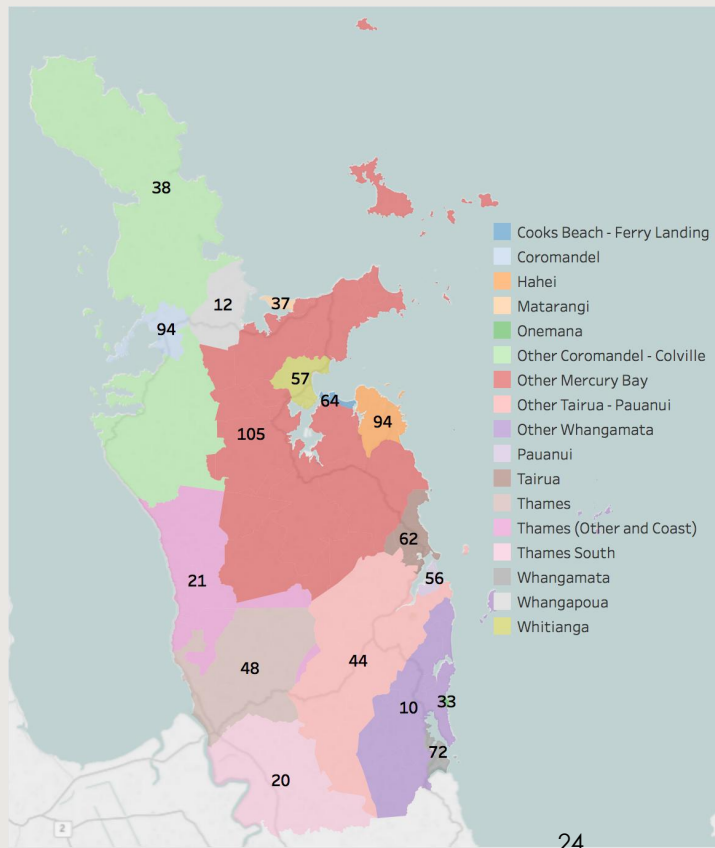 38
12
37
94
57
64
105
94
62
21
56
48
44
10
33
72
20
2
24
Cooks Beach - Ferry Landing
Coromandel
Hahei
Matarangi
Onemana
Other Coromandel - Colville
Other Mercury Bay
Other Tairua - Pauanui
Other Whangamata
Pauanui
Tairua
Thames
Thames (Other and Coast)
Thames South
Whangamata
Whangapoua
Whitianga